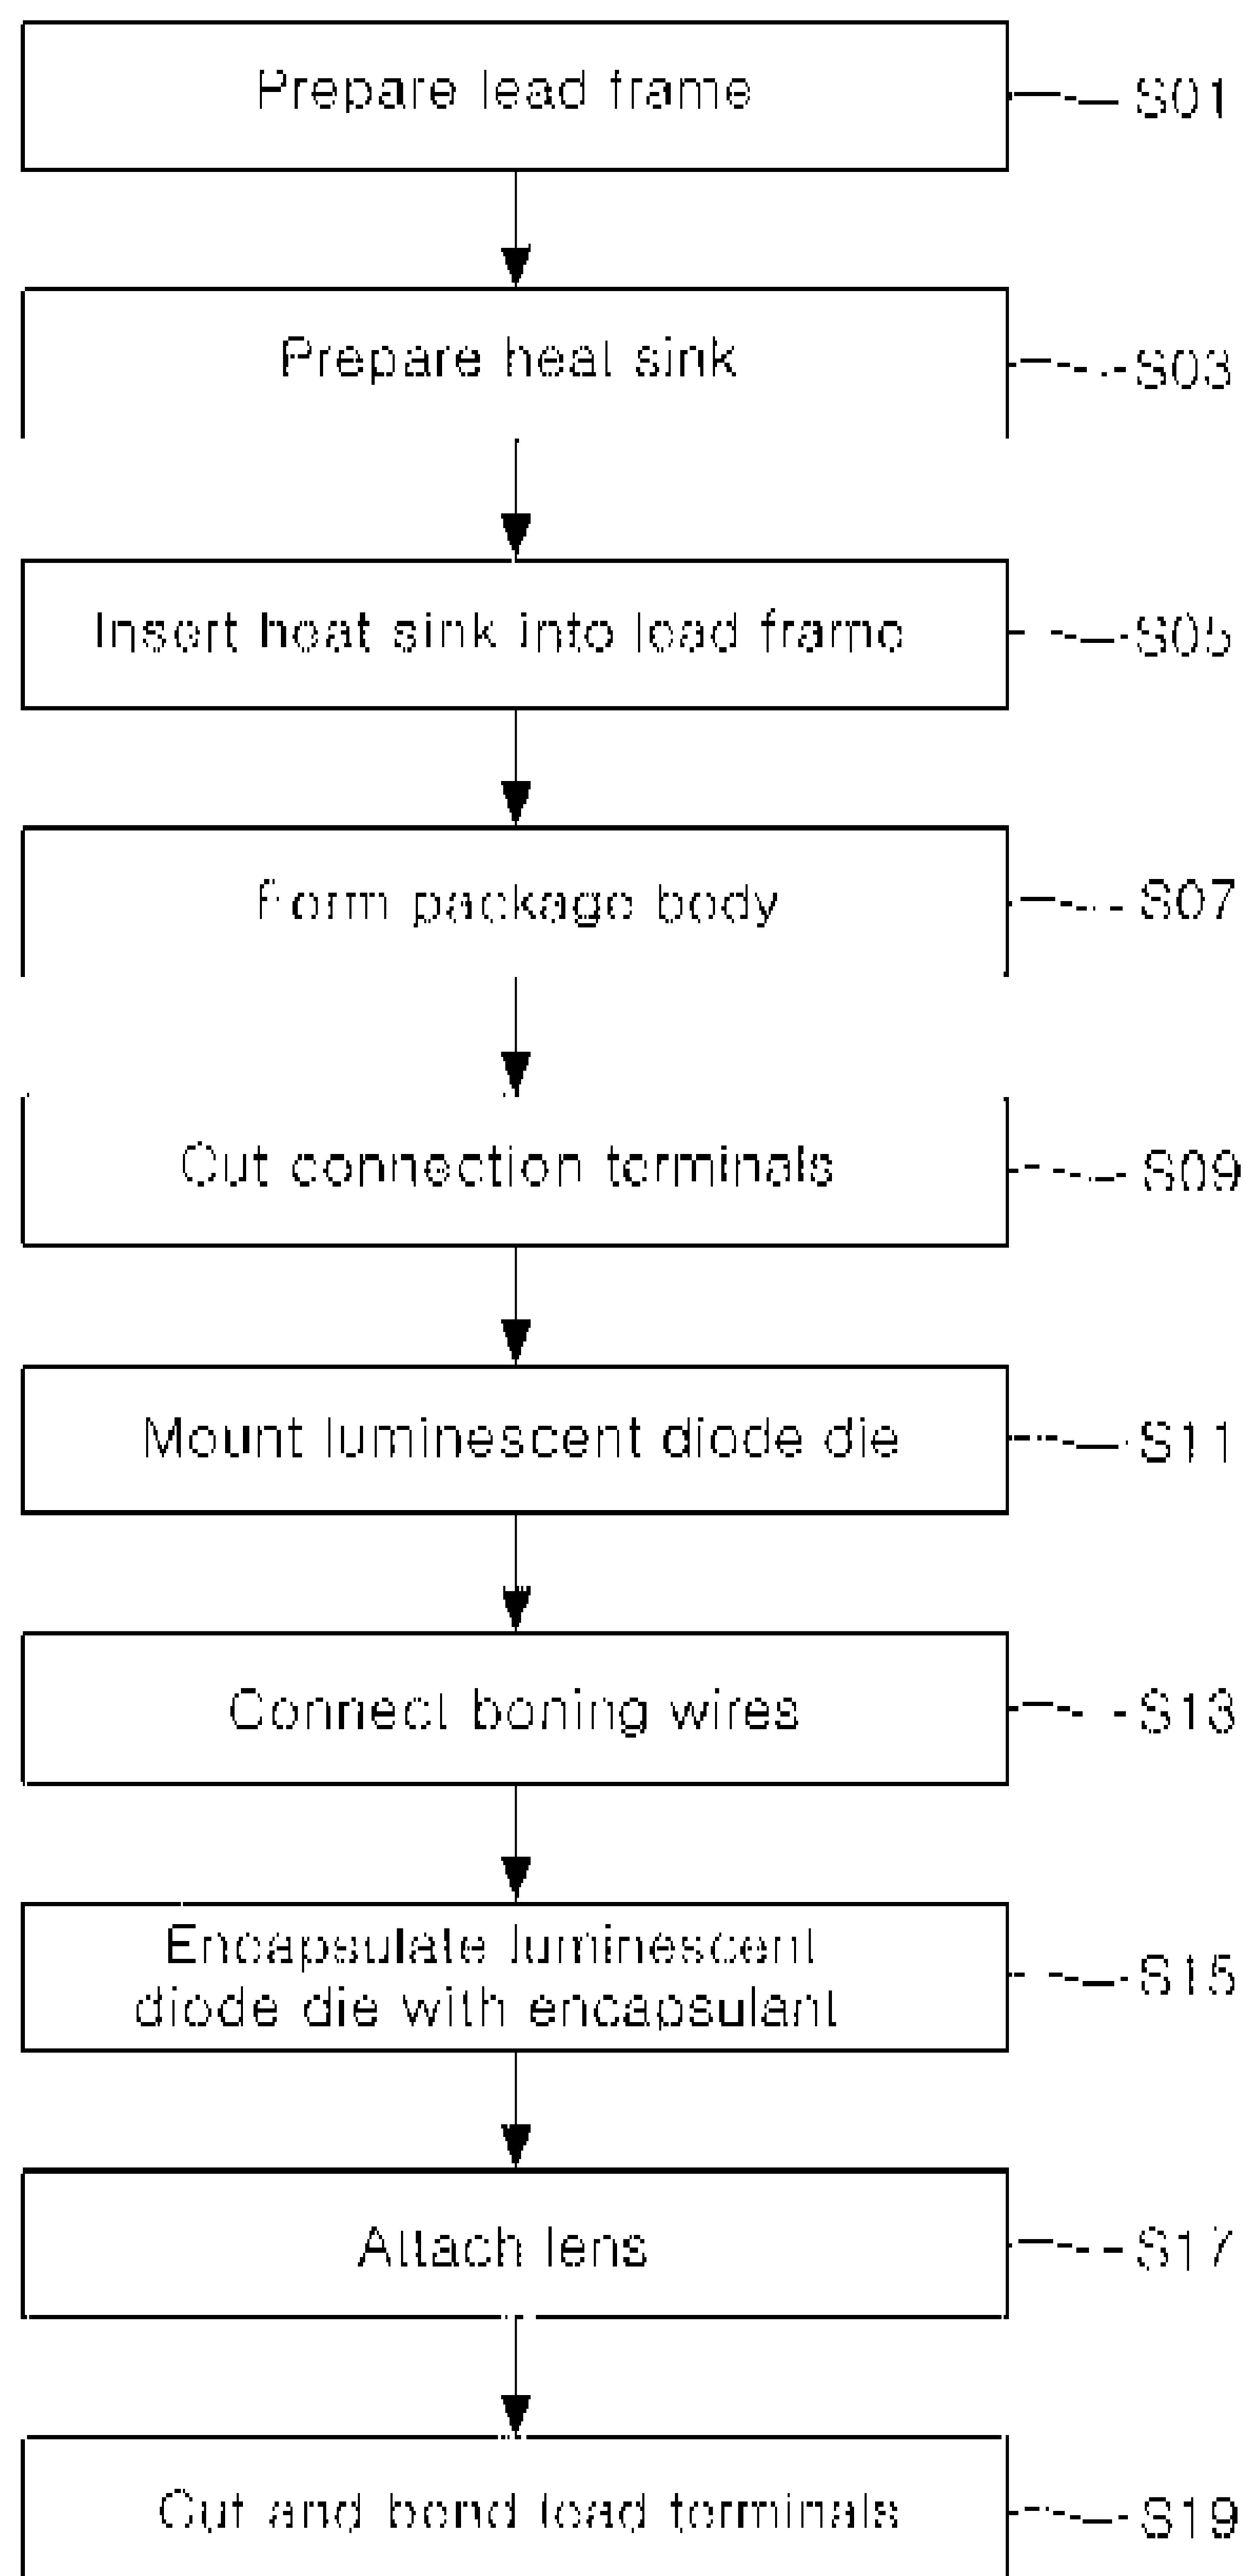 Prepare lead frame
S01
Prepare heat sink
S03
Insert heat sink into lead frame
S05
Form package body
S07
Cut connection terminals
S09
Mount luminescent diode die
S11
Connect boning wires
S13
Encapsulate luminescent
diode die with encapsulant
S15
Attach lens
S17
Cut and bend lead terminals
S19